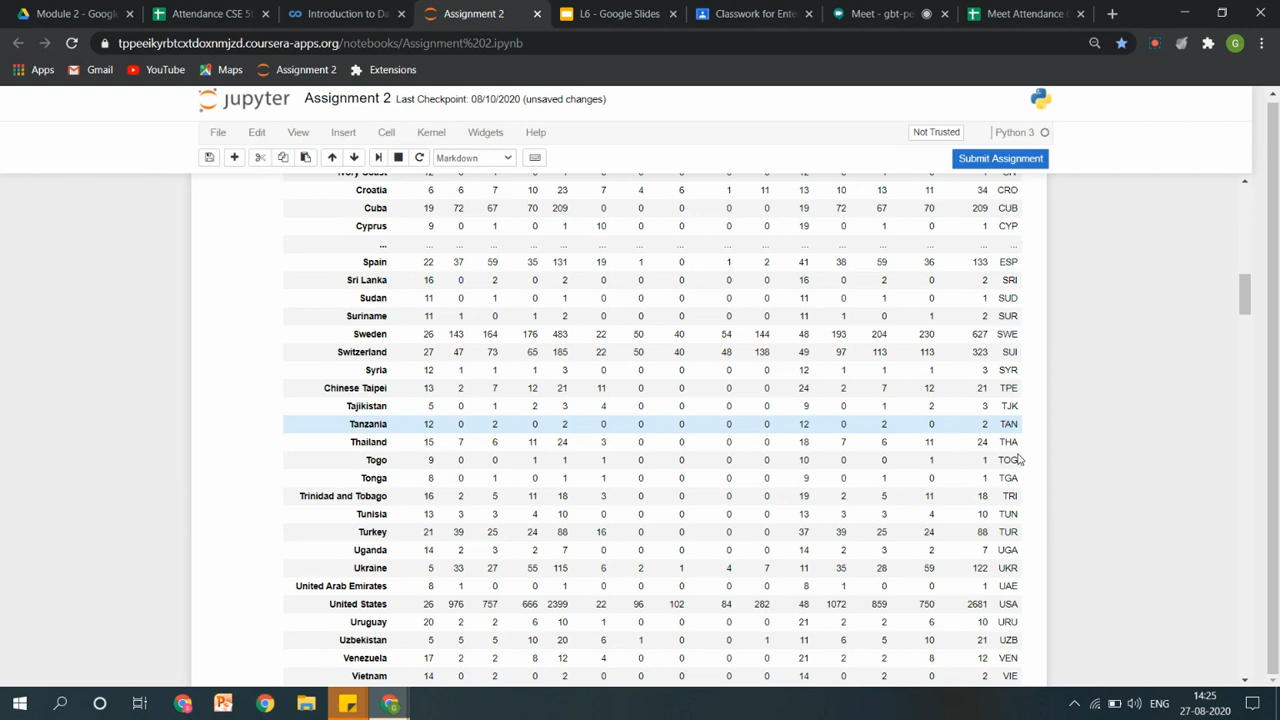 Module 2 - Google Drive
Attendance CSE 5t
Introduction to Da
Assignment 2
L6 - Google Slides
Classwork for Ente
Meet - gbt-pe
Meet Attendance
tppeeikyrbtcxtdoxnmjzd.coursera-apps.org/notebooks/Assignment%202.ipynb
G
Apps Gmail YouTube Maps Assignment 2 Extensions
jupyter Assignment 2 Last Checkpoint: 08/10/2020 (unsaved changes)
File Edit View Insert Cell Kernel Widgets Help Not Trusted Python 3
Markdown Submit Assignment
Croatia 6 6 7 10 23 7 4 6 1 11 13 10 13 11 34 CRO
Cuba 19 72 67 70 209 0 0 0 0 0 19 72 67 70 209 CUB
Cyprus 9 0 1 0 1 10 0 0 0 0 19 0 1 0 1 CYP
... ... ... ... ... ... ... ... ... ... ... ... ... ... ... ... ...
Spain 22 37 59 35 131 19 1 0 1 2 41 38 59 36 133 ESP
Sri Lanka 16 0 2 0 2 0 0 0 0 0 16 0 2 0 2 SRI
Sudan 11 0 1 0 1 0 0 0 0 0 11 0 1 0 1 SUD
Suriname 11 1 0 1 2 0 0 0 0 0 11 1 0 1 2 SUR
Sweden 26 143 164 176 483 22 50 40 54 144 48 193 204 230 627 SWE
Switzerland 27 47 73 65 185 22 50 40 48 138 49 97 113 113 323 SUI
Syria 12 1 1 1 3 0 0 0 0 0 12 1 1 1 3 SYR
Chinese Taipei 13 2 7 12 21 11 0 0 0 0 24 2 7 12 21 TPE
Tajikistan 5 0 1 2 3 4 0 0 0 0 9 0 1 2 3 TJK
Tanzania 12 0 2 0 2 0 0 0 0 0 12 0 2 0 2 TAN
Thailand 15 7 6 11 24 3 0 0 0 0 18 7 6 11 24 THA
Togo 9 0 0 1 1 1 0 0 0 0 10 0 0 1 1 TOG
Tonga 8 0 1 0 1 1 0 0 0 0 9 0 1 0 1 TGA
Trinidad and Tobago 16 2 5 11 18 3 0 0 0 0 19 2 5 11 18 TRI
Tunisia 13 3 3 4 10 0 0 0 0 0 13 3 3 4 10 TUN
Turkey 21 39 25 24 88 16 0 0 0 0 37 39 25 24 88 TUR
Uganda 14 2 3 2 7 0 0 0 0 0 14 2 3 2 7 UGA
Ukraine 5 33 27 55 115 6 2 1 4 7 11 35 28 59 122 UKR
United Arab Emirates 8 1 0 0 1 0 0 0 0 0 8 1 0 0 1 UAE
United States 26 976 757 666 2399 22 96 102 84 282 48 1072 859 750 2681 USA
Uruguay 20 2 2 6 10 1 0 0 0 0 21 2 2 6 10 URU
Uzbekistan 5 5 5 10 20 6 1 0 0 1 11 6 5 10 21 UZB
Venezuela 17 2 2 8 12 4 0 0 0 0 21 2 2 8 12 VEN
Vietnam 14 0 2 0 2 0 0 0 0 0 14 0 2 0 2 VIE
ENG
14:25
27-08-2020